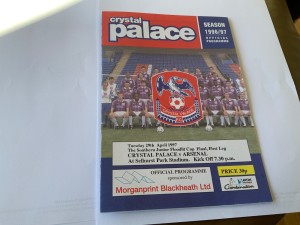 crystal
palace
SEASON
1996/97
OFFICIAL
PROGRAMME
Tuesday 29th April 1997
The Southern Junior Floodlit Cup Final, First Leg
CRYSTAL PALACE v ARSENAL
At Selhurst Park Stadium. Kick Off 7.30 p.m.
OFFICIAL PROGRAMME
sponsored by
Morganprint Blackheath Ltd
PRICE 50p
Combination